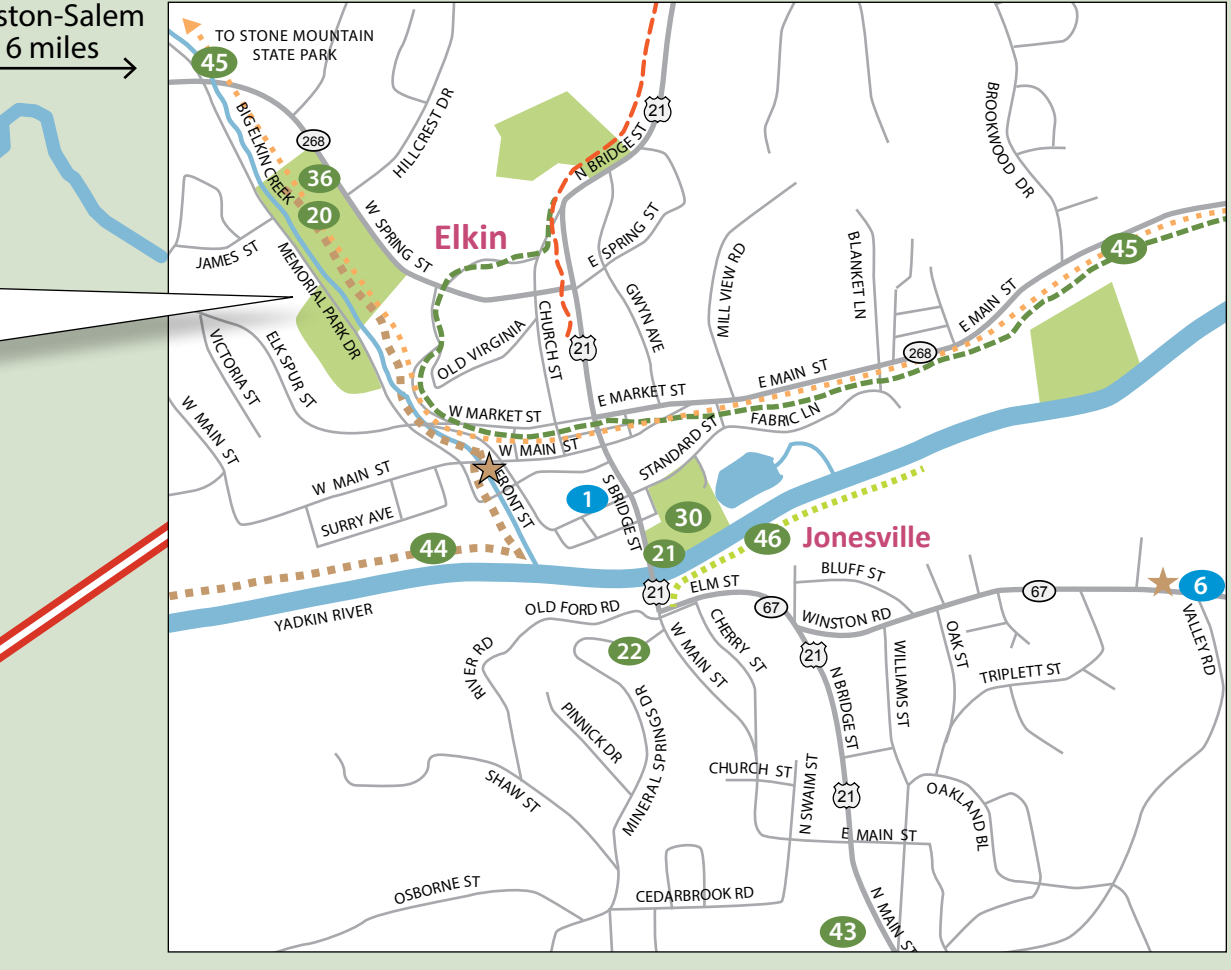 ston-Salem
6 miles
TO STONE MOUNTAIN
STATE PARK
45
21
BIG ELKIN CREEK
268
HILLCREST DR
BROOKWOOD DR
N BRIDGE ST
36
20
W SPRING ST
Elkin
E SPRING ST
JAMES ST
MEMORIAL PARK DR
MILL VIEW RD
BLANKET LN
45
GWYN AVE
CHURCH ST
E MAIN ST
OLD VIRGINIA
21
268
VICTORIA ST
ELK SPUR ST
E MAIN ST
E MARKET ST
W MARKET ST
FABRIC LN
W MAIN ST
W MAIN ST
STANDARD ST
W MAIN ST
FRONT ST
S BRIDGE ST
1
SURRY AVE
30
46
Jonesville
44
21
BLUFF ST
21
ELM ST
67
67
6
YADKIN RIVER
OLD FORD RD
WINSTON RD
VALLEY RD
CHERRY ST
W MAIN ST
22
21
OAK ST
WILLIAMS ST
RIVER RD
TRIPLETT ST
N BRIDGE ST
PINNICK DR
MINERAL SPRINGS DR
CHURCH ST
N SWAIM ST
SHAW ST
21
OAKLAND BL
E MAIN ST
OSBORNE ST
CEDARBROOK RD
N MAIN ST
43